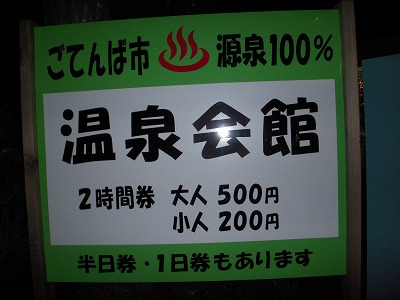 ごてんば市 ♨ 源泉100%
温泉会館
2時間券 大人 500円
小人 200円
半日券・1日券もあります